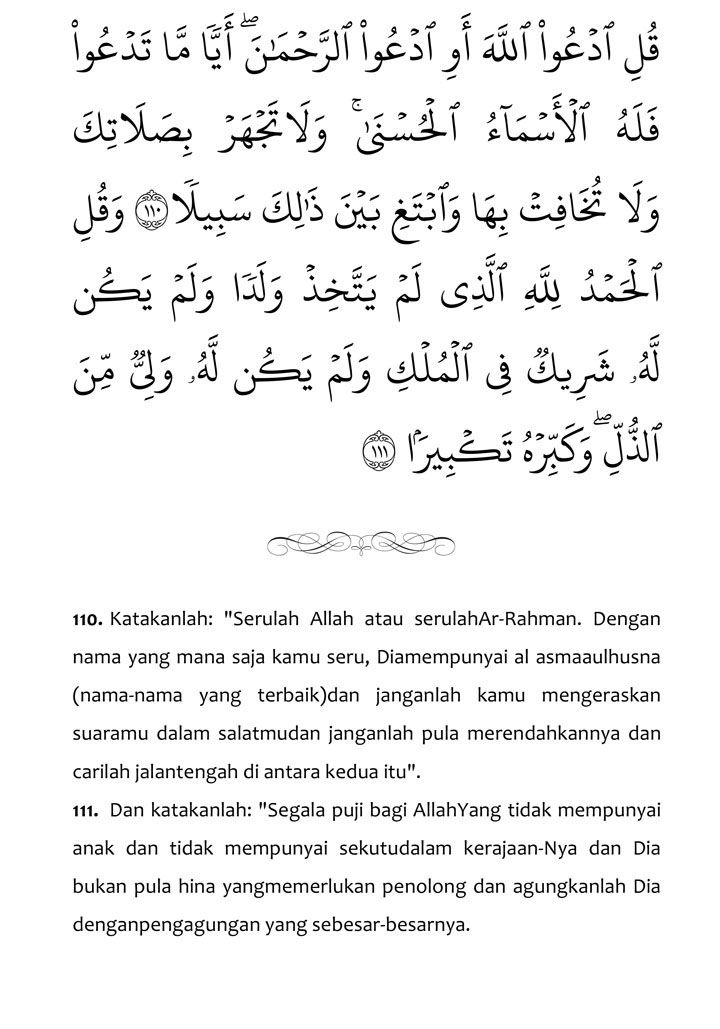 قُلِ ٱدۡعُواْ ٱللَّهَ أَوِ ٱدۡعُواْ ٱلرَّحۡمَٰنَۖ أَيّٗا مَّا تَدۡعُواْ
فَلَهُ ٱلۡأَسۡمَآءُ ٱلۡحُسۡنَىٰۚ وَلَا تَجۡهَرۡ بِصَلَاتِكَ
وَلَا تُخَافِتۡ بِهَا وَٱبۡتَغِ بَيۡنَ ذَٰلِكَ سَبِيلٗا ١١٠ وَقُلِ
ٱلۡحَمۡدُ لِلَّهِ ٱلَّذِي لَمۡ يَتَّخِذۡ وَلَدٗا وَلَمۡ يَكُن
لَّهُۥ شَرِيكٞ فِي ٱلۡمُلۡكِ وَلَمۡ يَكُن لَّهُۥ وَلِيّٞ مِّنَ
ٱلذُّلِّۖ وَكَبِّرۡهُ تَكۡبِيرَۢا ١١١
110. Katakanlah: "Serulah Allah atau serulahAr-Rahman. Dengan
nama yang mana saja kamu seru, Diamempunyai al asmaaulhusna
(nama-nama yang terbaik)dan janganlah kamu mengeraskan
suaramu dalam salatmudan janganlah pula merendahkannya dan
carilah jalantengah di antara kedua itu".
111. Dan katakanlah: "Segala puji bagi AllahYang tidak mempunyai
anak dan tidak mempunyai sekutudalam kerajaan-Nya dan Dia
bukan pula hina yangmemerlukan penolong dan agungkanlah Dia
denganpengagungan yang sebesar-besarnya.